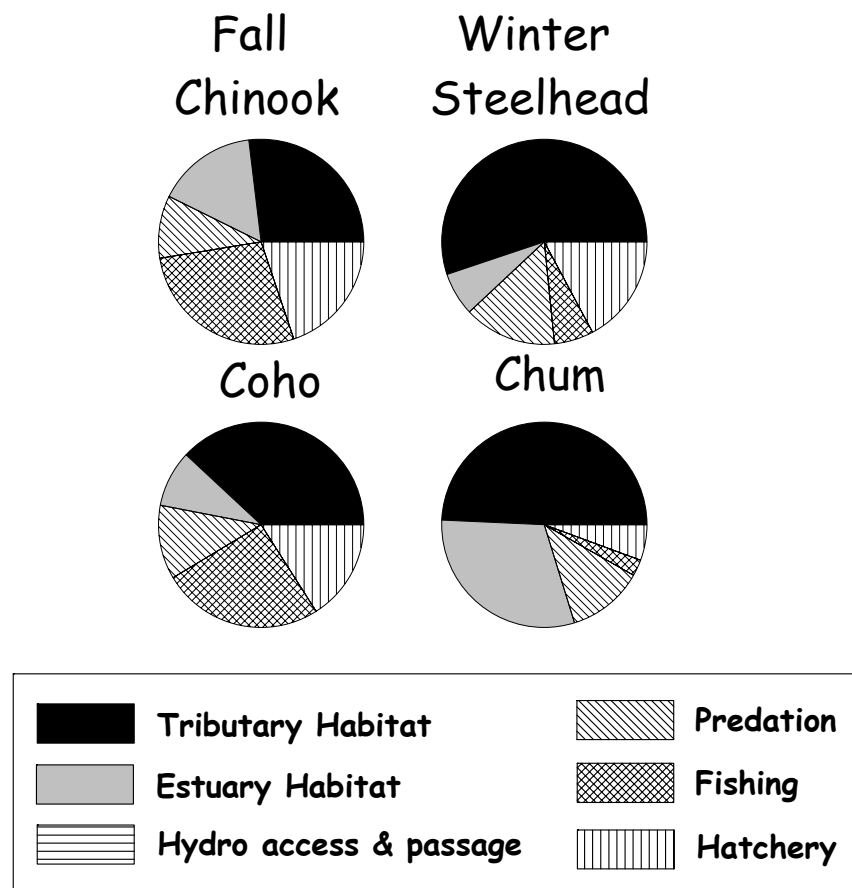 Fall
Chinook
Winter
Steelhead
Coho
Chum
Tributary Habitat
Estuary Habitat
Hydro access & passage
Predation
Fishing
Hatchery